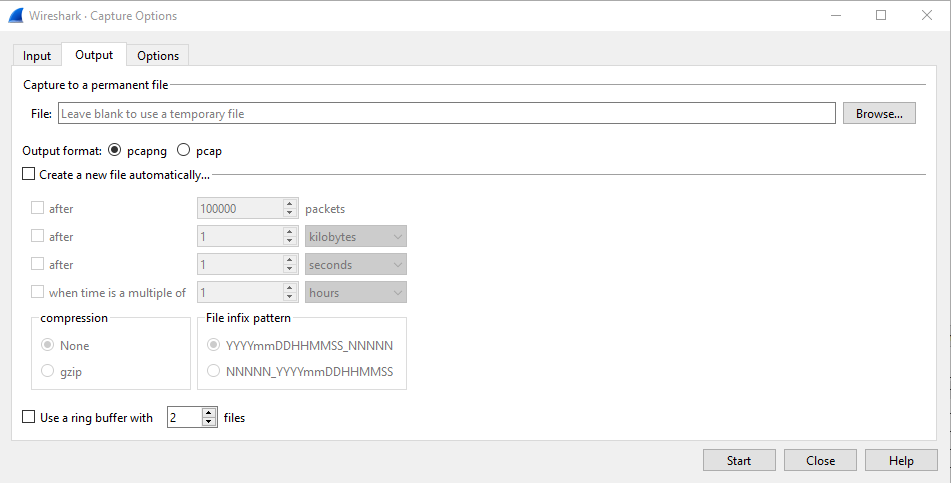 Wireshark · Capture Options
Input Output Options
Capture to a permanent file
File: Leave blank to use a temporary file Browse...
Output format: pcapng pcap
Create a new file automatically...
after 100000 packets
after 1 kilobytes
after 1 seconds
when time is a multiple of 1 hours
compression File infix pattern
None YYYYmmDDHHMMSS_NNNNN
gzip NNNNN_YYYYmmDDHHMMSS
Use a ring buffer with 2 files
Start Close Help